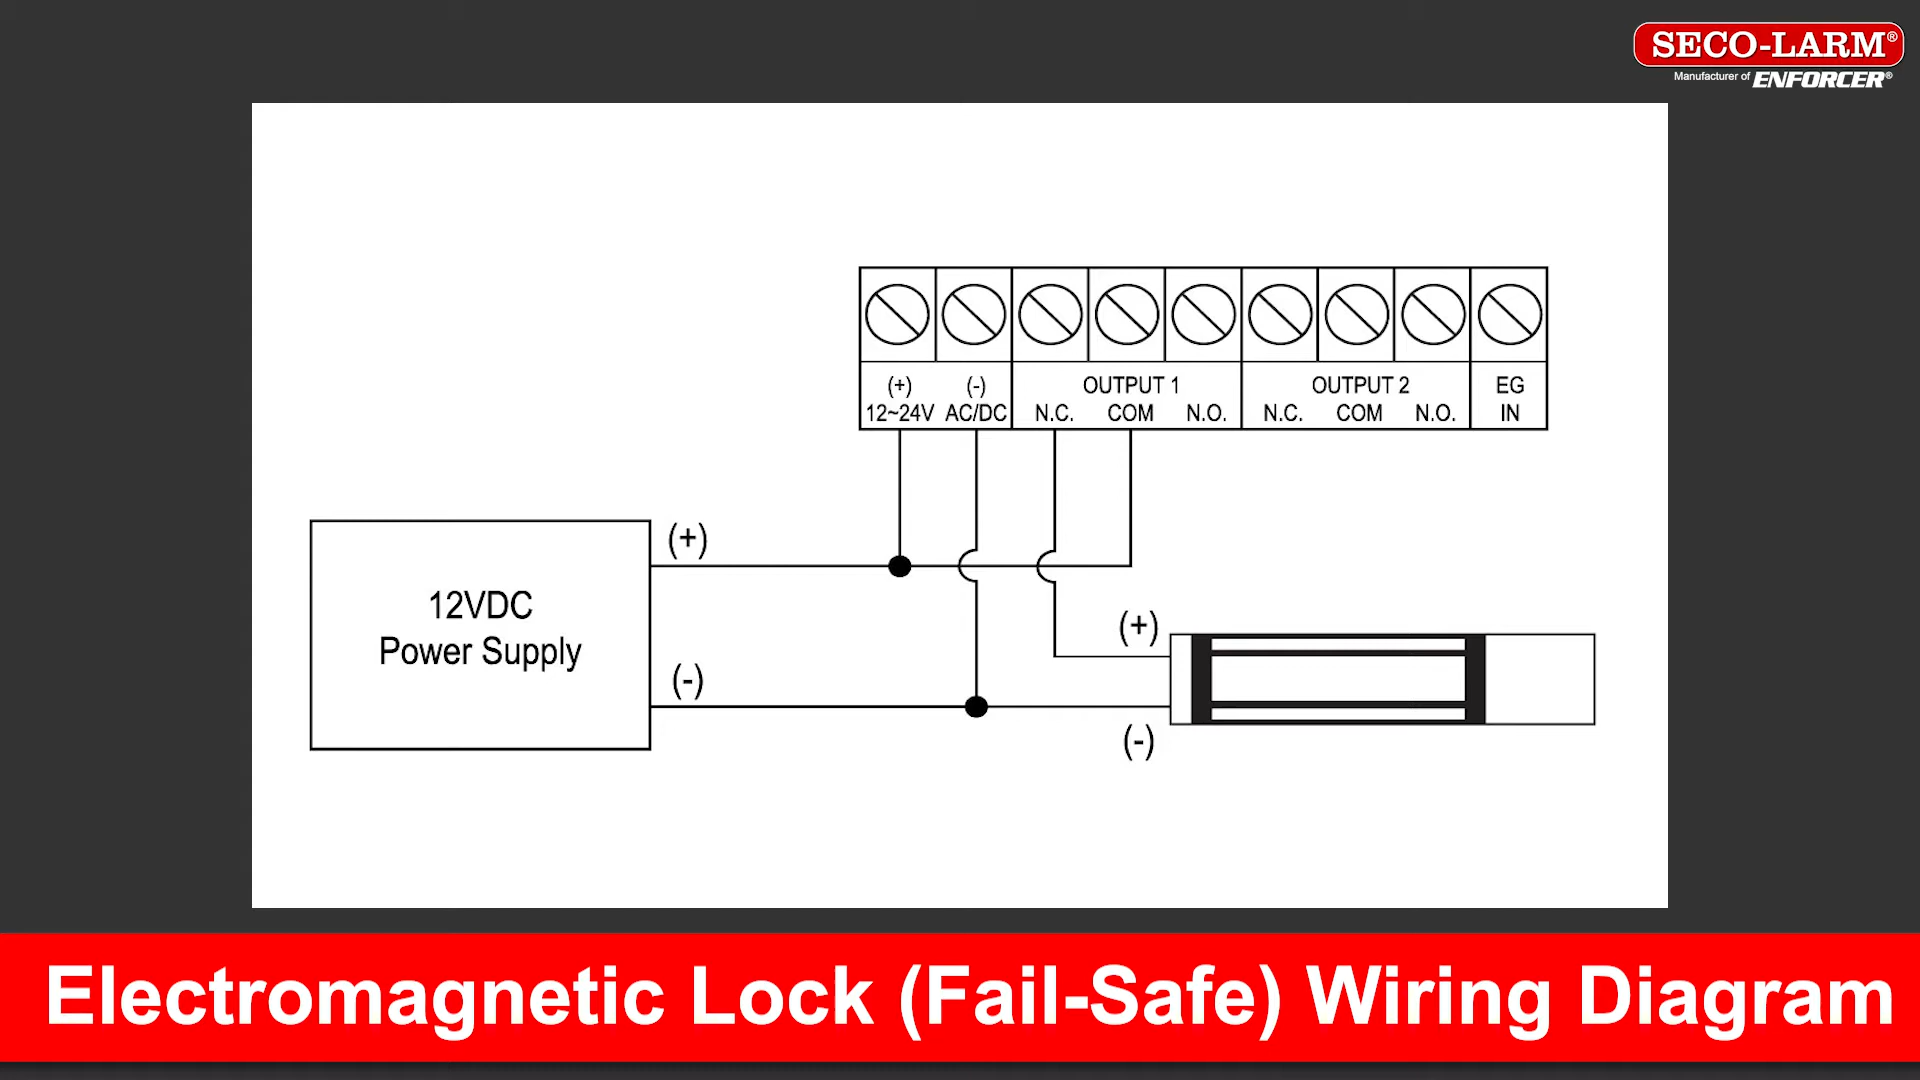 SECO-LARM®
Manufacturer of ENFORCER®
(+) (-) OUTPUT 1 OUTPUT 2 EG
12~24V AC/DC N.C. COM N.O. N.C. COM N.O. IN
(+)
12VDC
Power Supply
(-)
(+)
(-)
Electromagnetic Lock (Fail-Safe) Wiring Diagram